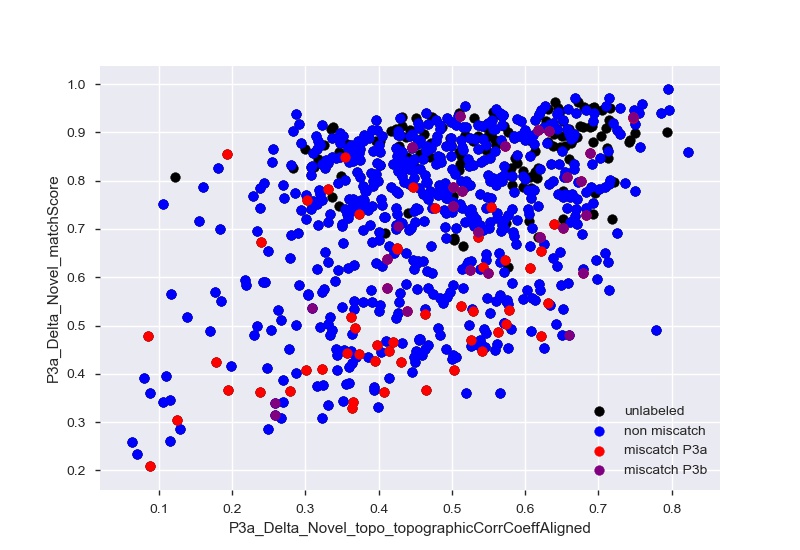 1.0
0.9
0.8
0.7
0.6
0.5
0.4
0.3
0.2
P3a_Delta_Novel_matchScore
unlabeled
non miscatch
miscatch P3a
miscatch P3b
0.1 0.2 0.3 0.4 0.5 0.6 0.7 0.8
P3a_Delta_Novel_topo_topographicCorrCoeffAligned